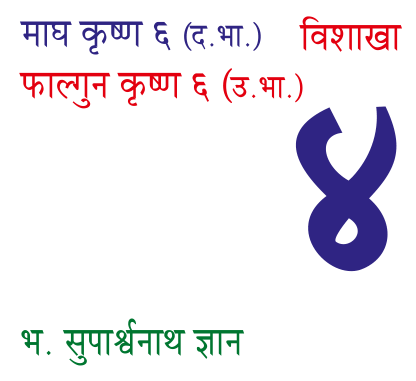 माघ कृष्ण ६ (द.भा.) विशाखा
फाल्गुन कृष्ण ६ (उ.भा.)
४
भ. सुपार्श्वनाथ ज्ञान